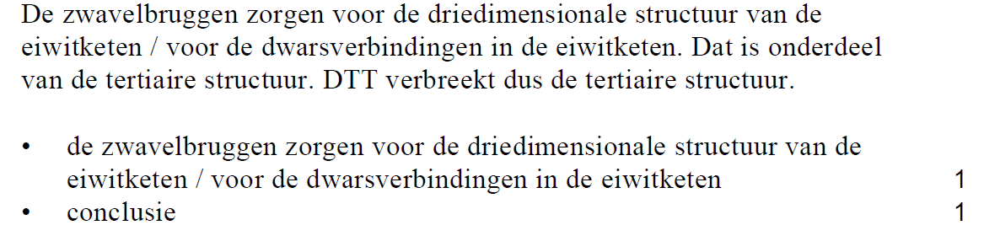 De zwavelbruggen zorgen voor de driedimensionale structuur van de
eiwitketen / voor de dwarsverbindingen in de eiwitketen. Dat is onderdeel
van de tertiaire structuur. DTT verbreekt dus de tertiaire structuur.
• de zwavelbruggen zorgen voor de driedimensionale structuur van de
eiwitketen / voor de dwarsverbindingen in de eiwitketen 1
• conclusie 1